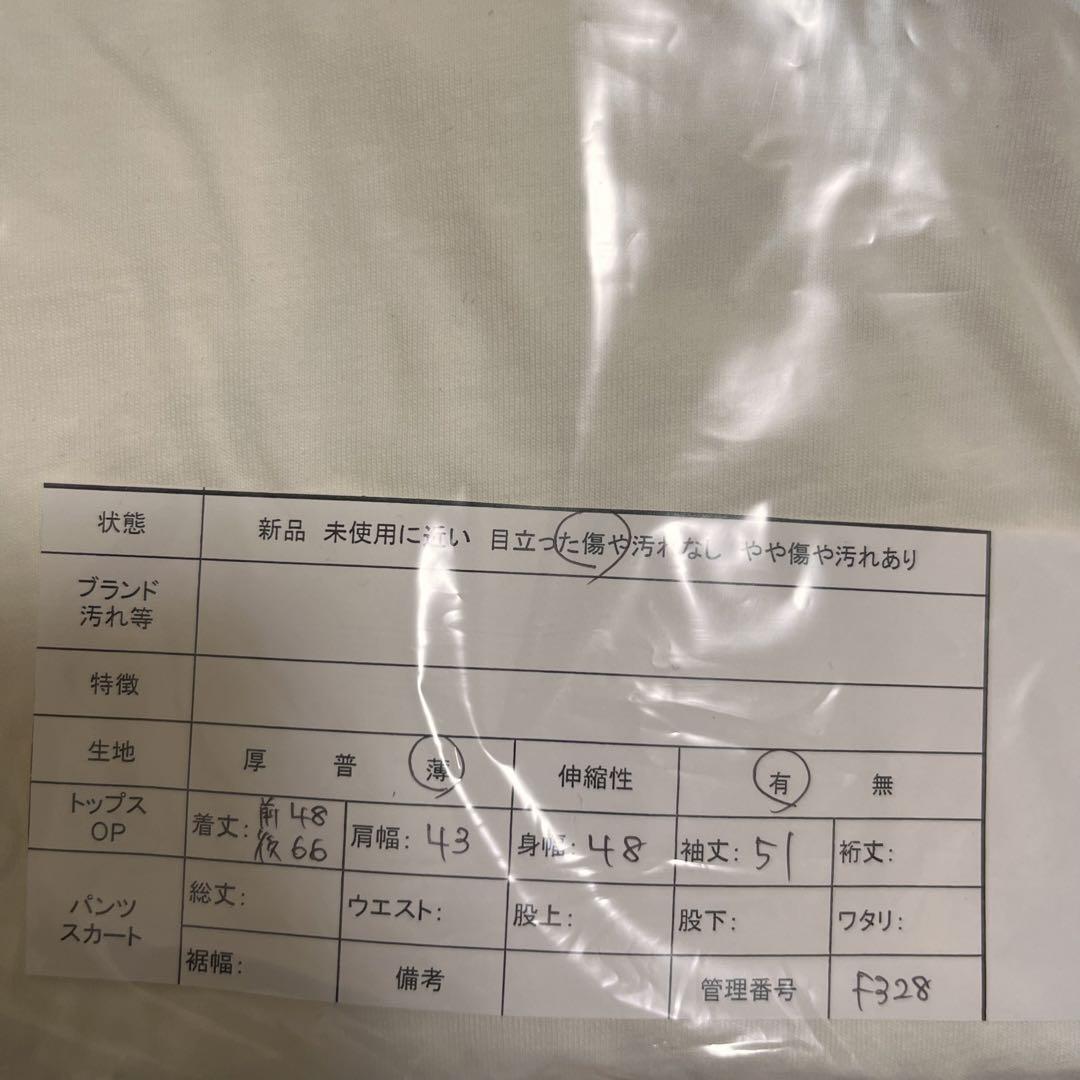 状態 新品 未使用に近い 目立った傷や汚れなし やや傷や汚れあり
ブランド
汚れ等
特徴
生地 厚 普 薄 伸縮性 有 無
トップス
OP
着丈: 前48
後66
肩幅: 43 身幅: 48 袖丈: 51 裄丈:
パンツ
スカート
総丈: ウエスト: 股上: 股下: ワタリ:
裾幅: 備考 管理番号 F328